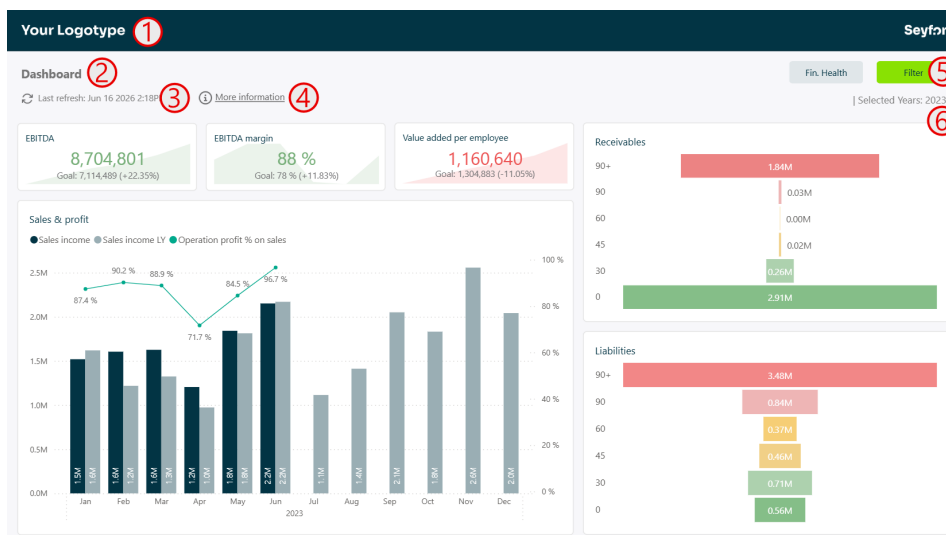 Your Logotype 1
Seyfor
Dashboard 2
Fin. Health
Filter 5
Last refresh: Jun 16 2026 2:18P 3
More information 4
| Selected Years: 2023
6
EBITDA
8,704,801
Goal: 7,114,489 (+22.35%)
EBITDA margin
88 %
Goal: 78 % (+11.83%)
Value added per employee
1,160,640
Goal: 1,304,883 (-11.05%)
Sales & profit
Sales income Sales income LY Operation profit % on sales
2.5M
2.0M
1.5M
1.0M
0.5M
0.0M
100 %
80 %
60 %
40 %
20 %
0 %
87.4 %
90.2 %
88.9 %
71.7 %
84.5 %
96.7 %
1.5M
1.6M
1.6M
1.2M
1.6M
1.3M
1.2M
1.0M
1.8M
1.8M
2.2M
2.2M
1.1M
1.4M
2.1M
1.8M
2.6M
2.0M
Jan Feb Mar Apr May Jun Jul Aug Sep Oct Nov Dec
2023
Receivables
90+ 1.84M
90 0.03M
60 0.00M
45 0.02M
30 0.26M
0 2.91M
Liabilities
90+ 3.48M
90 0.84M
60 0.37M
45 0.46M
30 0.71M
0 0.56M